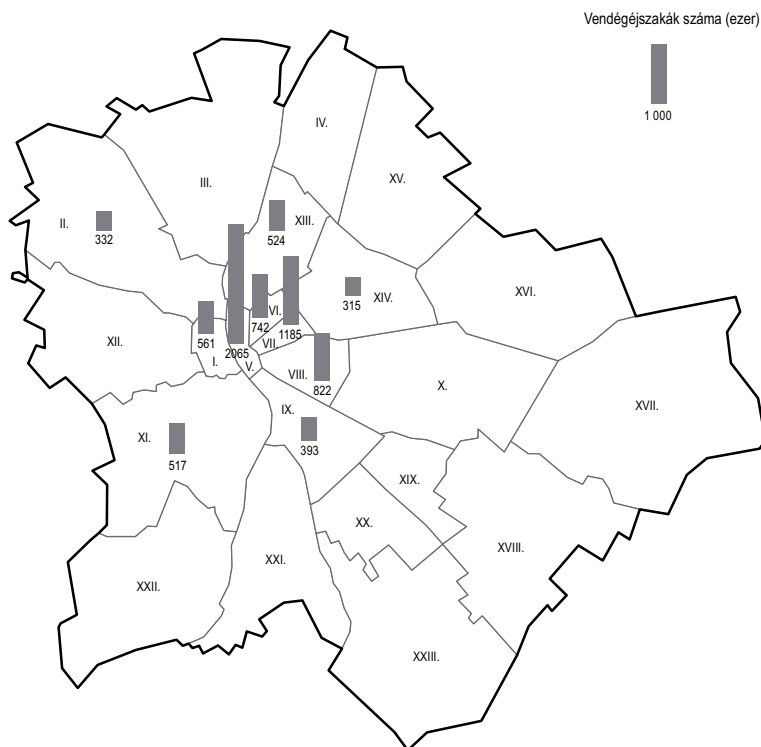 Vendégéjszakák száma (ezer)
1 000
IV.
XV.
III.
XIII.
524
II.
332
XVI.
315
XIV.
VI.
742
1185
561
2065
XII.
I.
VII.
V.
VIII.
822
X.
XVII.
IX.
393
XI.
517
XIX.
XX.
XVIII.
XXI.
XXII.
XXIII.